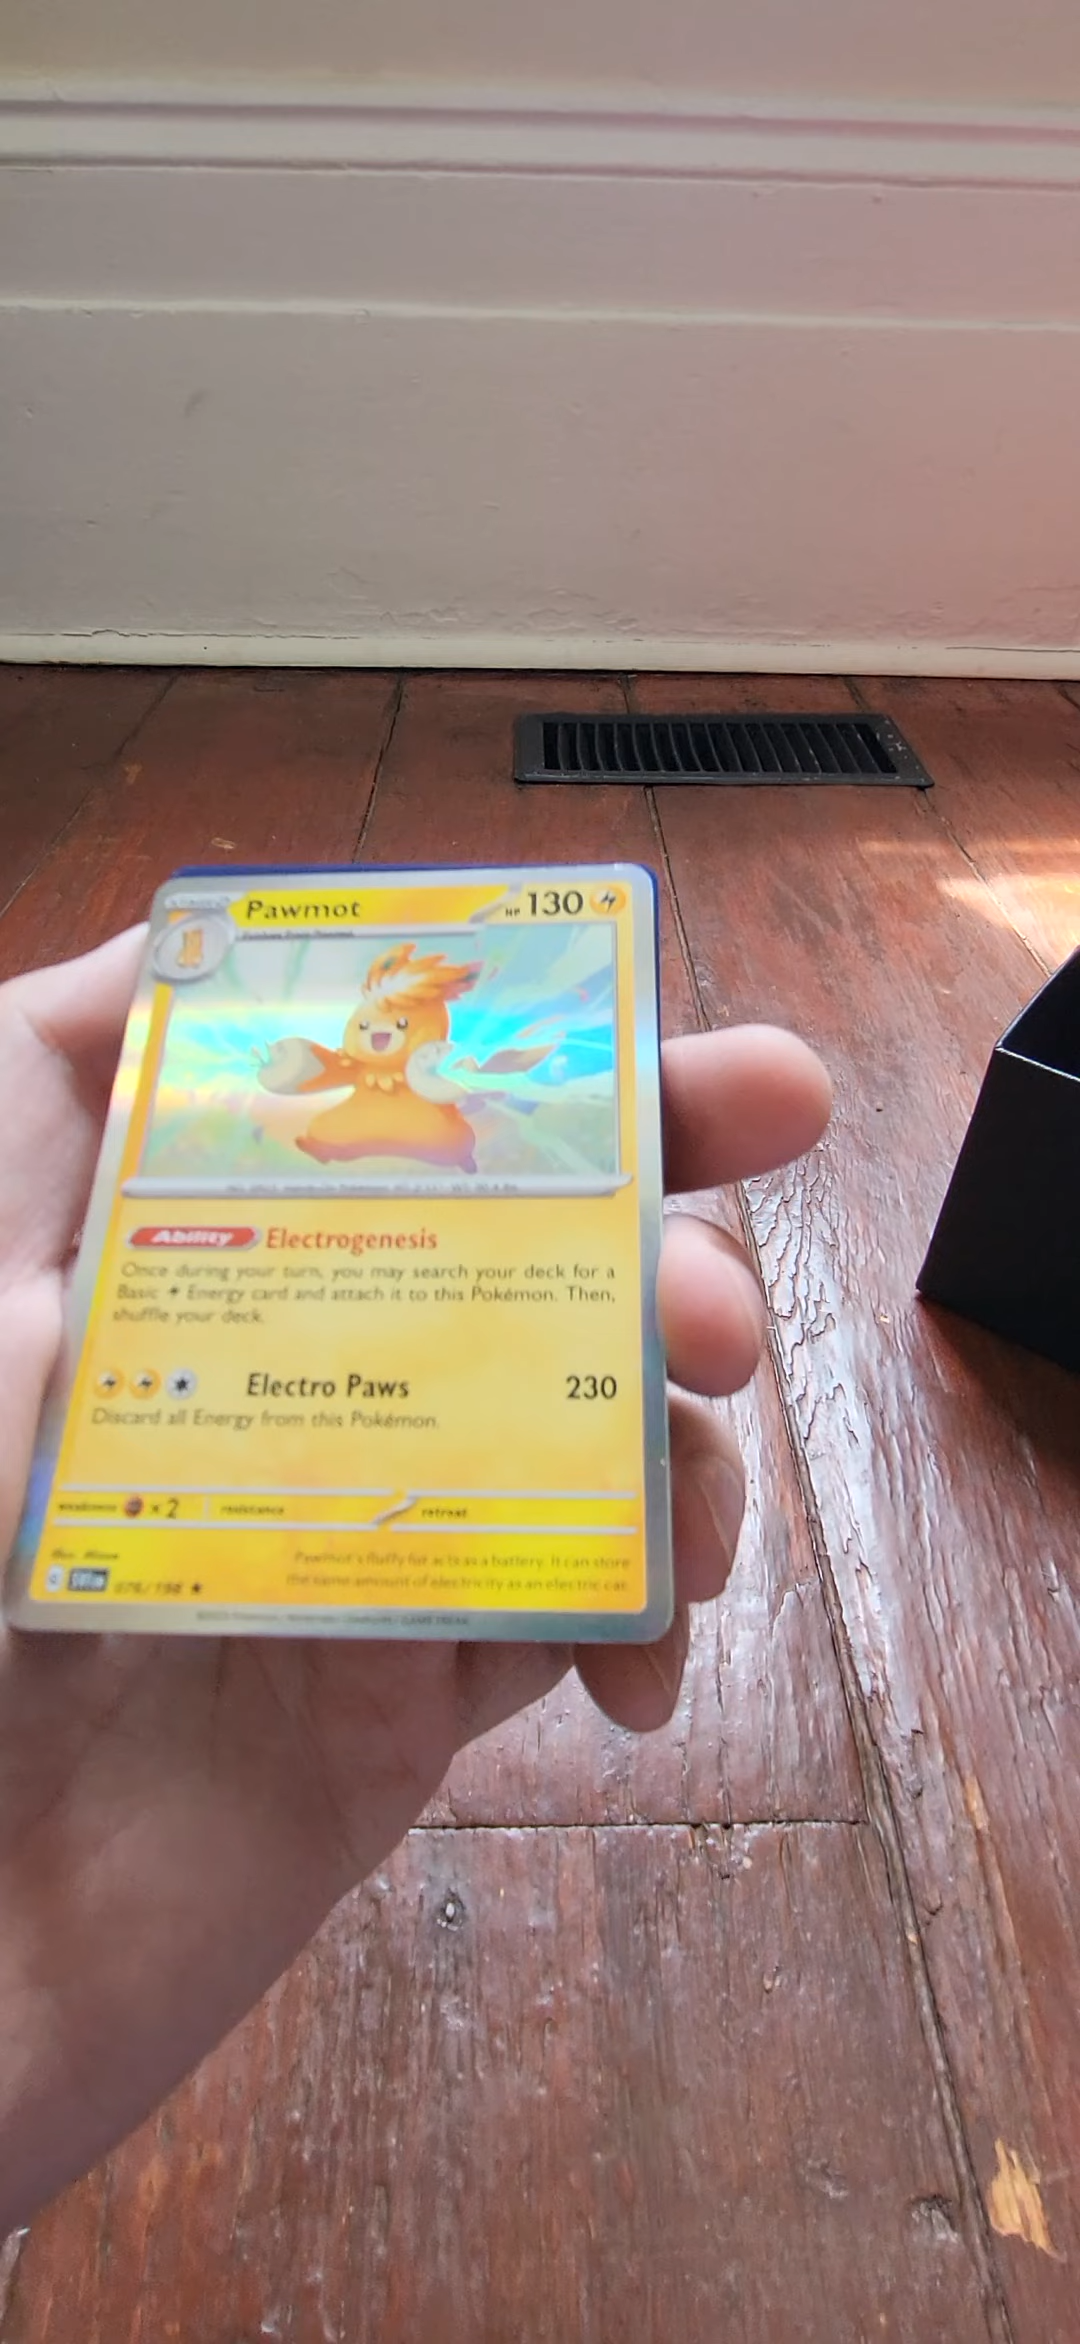 Pawmot HP 130
Ability Electrogenesis
Once during your turn, you may search your deck for a
Basic Energy card and attach it to this Pokémon. Then,
shuffle your deck.
Electro Paws 230
Discard all Energy from this Pokémon.
weakness ×2 resistance retreat
Pawmot's fluffy fur acts as a battery. It can store
the same amount of electricity as an electric car.
076/198